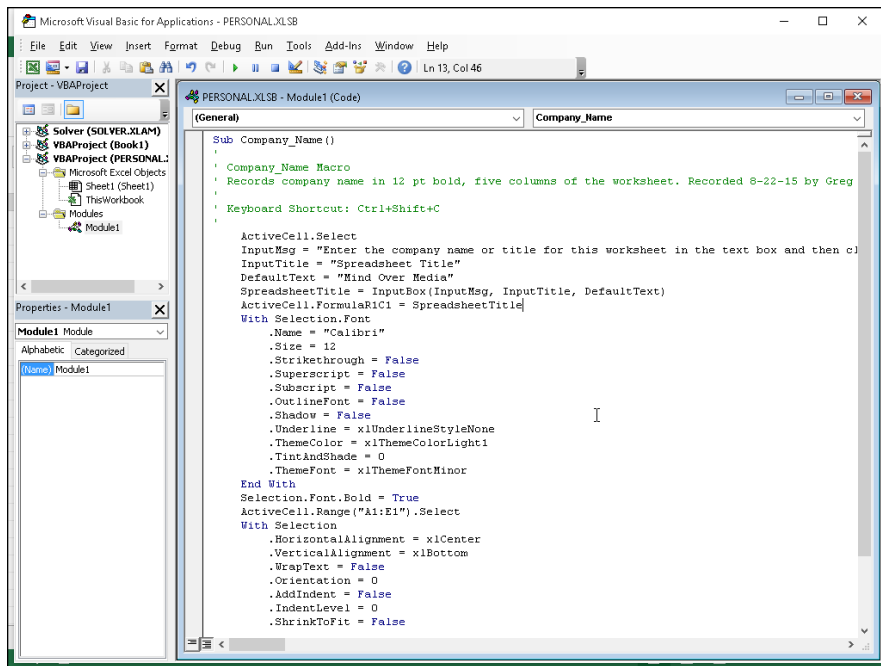 Microsoft Visual Basic for Applications - PERSONAL.XLSB
File Edit View Insert Format Debug Run Tools Add-Ins Window Help
Ln 13, Col 46
Project - VBAProject
Solver (SOLVER.XLAM)
VBAProject (Book1)
VBAProject (PERSONAL.:
Microsoft Excel Objects
Sheet1 (Sheet1)
ThisWorkbook
Modules
Module1
Properties - Module1
Module1 Module
Alphabetic Categorized
(Name) Module1
PERSONAL.XLSB - Module1 (Code)
(General) Company_Name
Sub Company_Name()
'
' Company_Name Macro
' Records company name in 12 pt bold, five columns of the worksheet. Recorded 8-22-15 by Greg
'
' Keyboard Shortcut: Ctrl+Shift+C
'
ActiveCell.Select
InputMsg = "Enter the company name or title for this worksheet in the text box and then cl
InputTitle = "Spreadsheet Title"
DefaultText = "Mind Over Media"
SpreadsheetTitle = InputBox(InputMsg, InputTitle, DefaultText)
ActiveCell.FormulaR1C1 = SpreadsheetTitle
With Selection.Font
.Name = "Calibri"
.Size = 12
.Strikethrough = False
.Superscript = False
.Subscript = False
.OutlineFont = False
.Shadow = False
.Underline = xlUnderlineStyleNone
.ThemeColor = xlThemeColorLight1
.TintAndShade = 0
.ThemeFont = xlThemeFontMinor
End With
Selection.Font.Bold = True
ActiveCell.Range("A1:E1").Select
With Selection
.HorizontalAlignment = xlCenter
.VerticalAlignment = xlBottom
.WrapText = False
.Orientation = 0
.AddIndent = False
.IndentLevel = 0
.ShrinkToFit = False